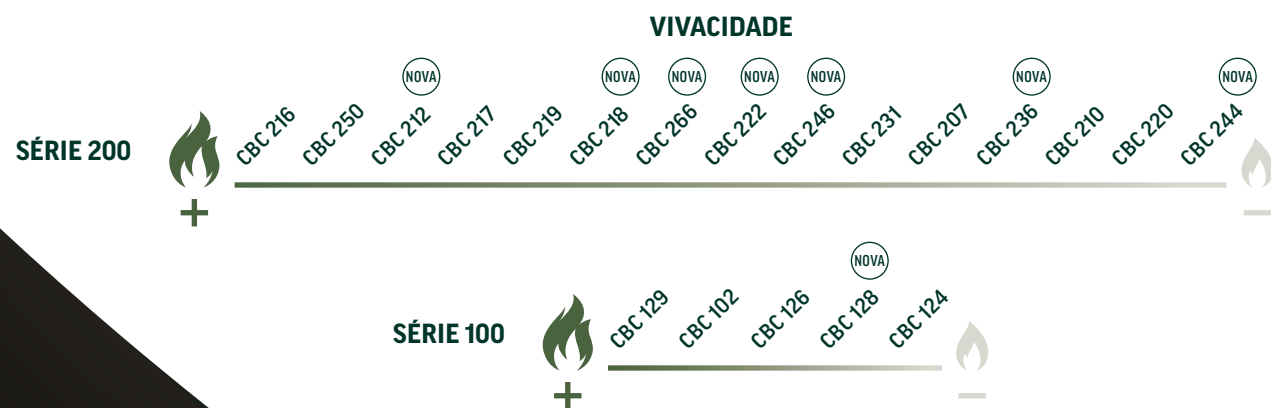 VIVACIDADE
NOVA NOVA NOVA NOVA NOVA NOVA NOVA
SÉRIE 200 CBC 216 CBC 250 CBC 212 CBC 217 CBC 219 CBC 218 CBC 266 CBC 222 CBC 246 CBC 231 CBC 207 CBC 236 CBC 210 CBC 220 CBC 244
+ −
NOVA
SÉRIE 100 CBC 129 CBC 102 CBC 126 CBC 128 CBC 124
+ −